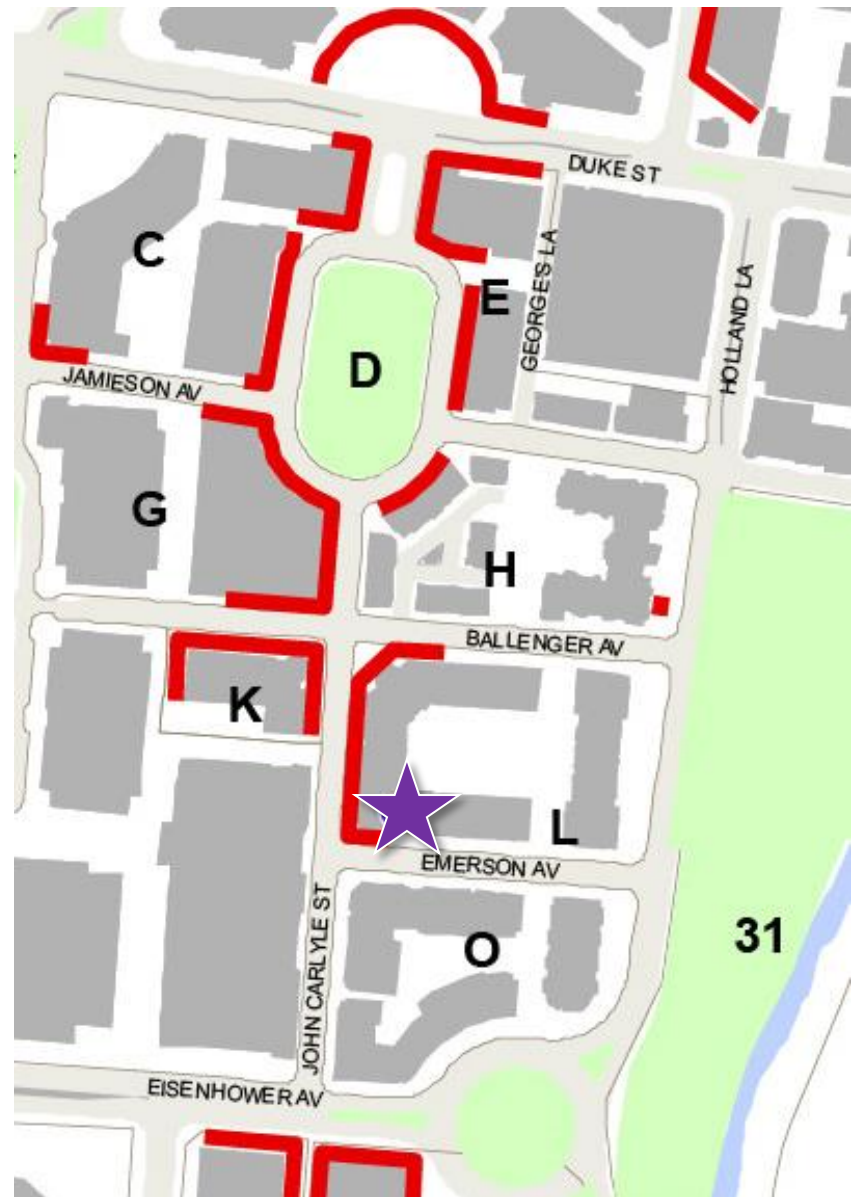 DUKE ST
C
GEORGE'S LA
E
HOLLAND LA
D
JAMIESON AV
G
H
BALLENGER AV
K
L
EMERSON AV
JOHN CARLYLE ST
O
31
EISENHOWER AV